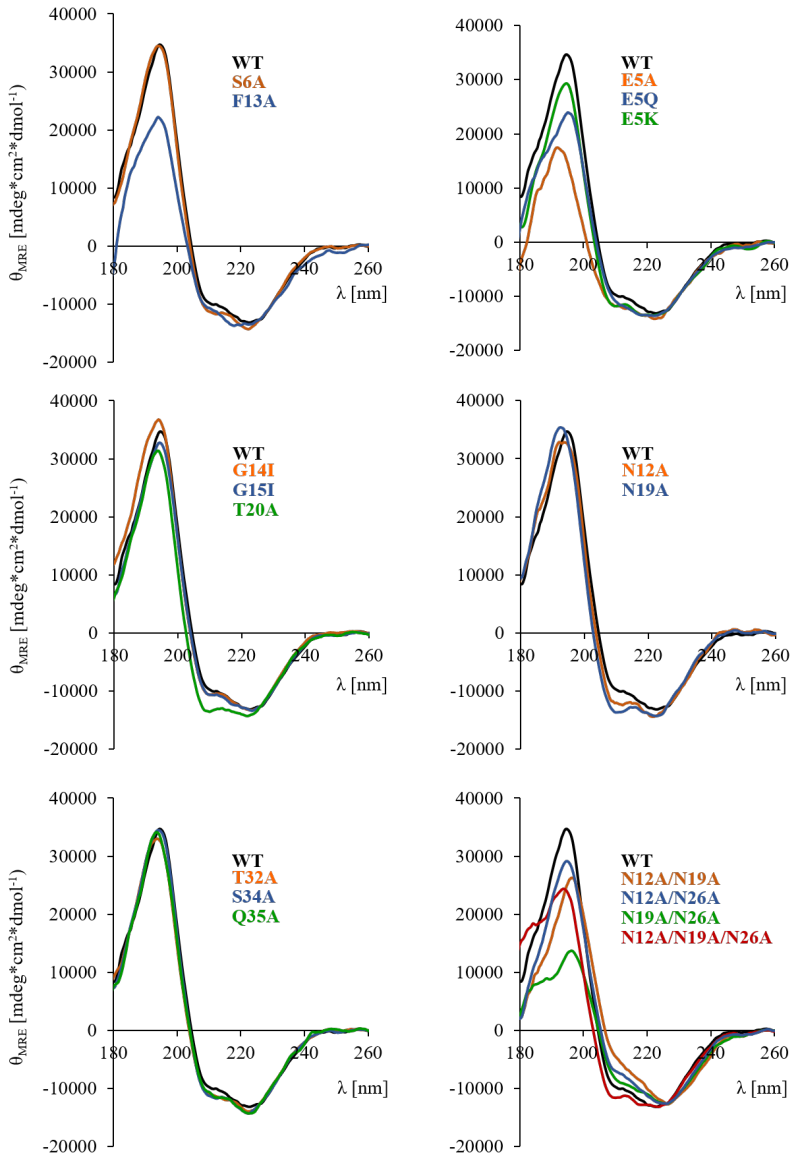 θMRE [mdeg*cm²*dmol⁻¹]
40000
30000
20000
10000
0
-10000
-20000
180 200 220 240 260
λ [nm]
WT
S6A
F13A
40000
30000
20000
10000
0
-10000
-20000
180 200 220 240 260
λ [nm]
WT
E5A
E5Q
E5K
θMRE [mdeg*cm²*dmol⁻¹]
40000
30000
20000
10000
0
-10000
-20000
180 200 220 240 260
λ [nm]
WT
G14I
G15I
T20A
40000
30000
20000
10000
0
-10000
-20000
180 200 220 240 260
λ [nm]
WT
N12A
N19A
θMRE [mdeg*cm²*dmol⁻¹]
40000
30000
20000
10000
0
-10000
-20000
180 200 220 240 260
λ [nm]
WT
T32A
S34A
Q35A
40000
30000
20000
10000
0
-10000
-20000
180 200 220 240 260
λ [nm]
WT
N12A/N19A
N12A/N26A
N19A/N26A
N12A/N19A/N26A